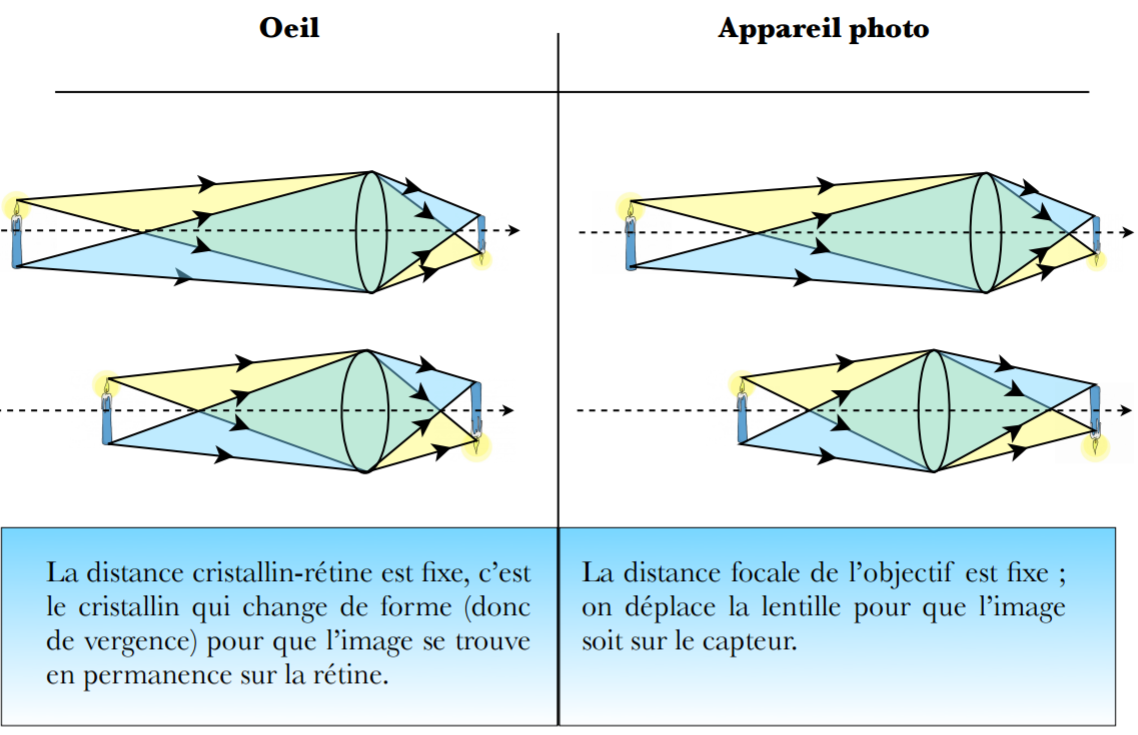 Oeil
Appareil photo
La distance cristallin-rétine est fixe, c’est
le cristallin qui change de forme (donc
de vergence) pour que l’image se trouve
en permanence sur la rétine.
La distance focale de l’objectif est fixe ;
on déplace la lentille pour que l’image
soit sur le capteur.